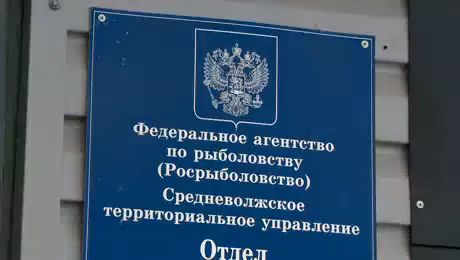 Федеральное агентство
по рыболовству
(Росрыболовство)
Средневолжское
территориальное управление
Отдел